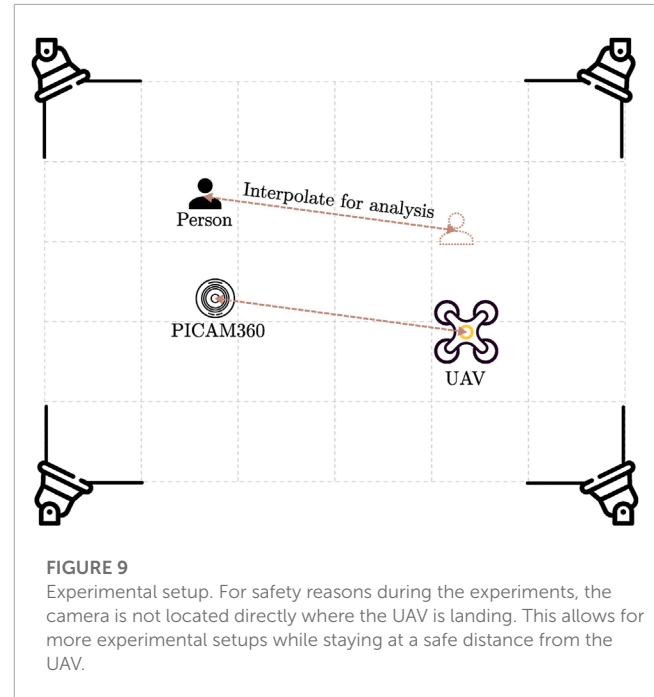 Interpolate for analysis
Person
PICAM360
UAV
FIGURE 9
Experimental setup. For safety reasons during the experiments, the
camera is not located directly where the UAV is landing. This allows for
more experimental setups while staying at a safe distance from the
UAV.